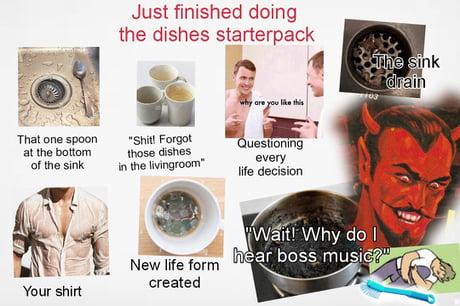 Just finished doing
the dishes starterpack
The sink
drain
why are you like this
That one spoon
at the bottom
of the sink
"Shit! Forgot
those dishes
in the livingroom"
Questioning
every
life decision
"Wait! Why do I
hear boss music?"
New life form
created
Your shirt